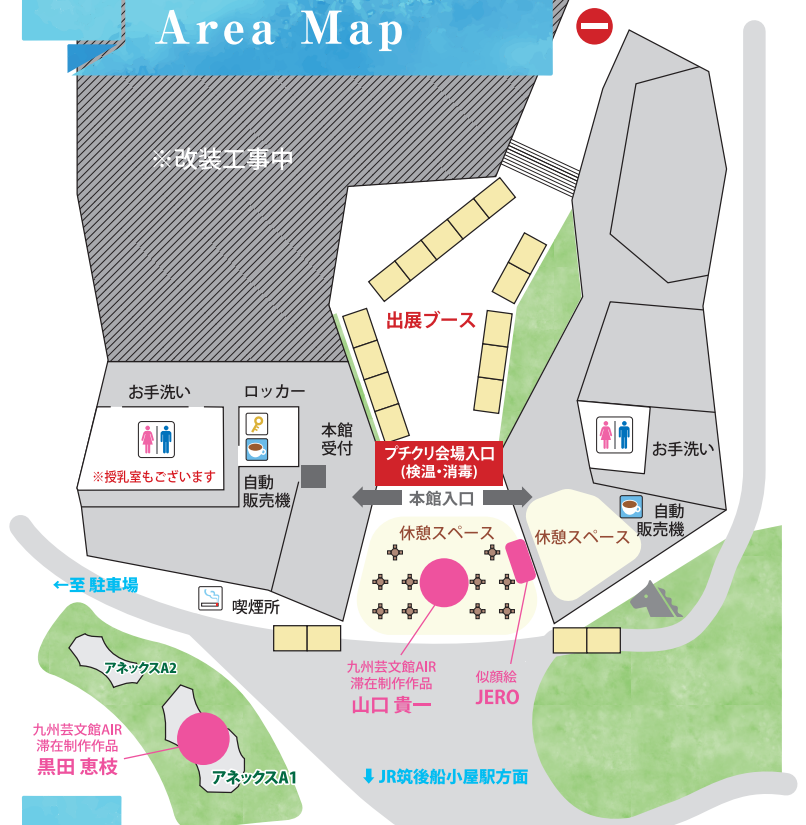 Area Map
※改装工事中
出展ブース
お手洗い
ロッカー
本館
受付
※授乳室もございます
自動
販売機
プチクリ会場入口
(検温・消毒)
本館入口
お手洗い
自動
販売機
休憩スペース
休憩スペース
←至 駐車場
喫煙所
アネックスA2
九州芸文館AIR
滞在制作作品
山口 貴一
似顔絵
JERO
九州芸文館AIR
滞在制作作品
黒田 恵枝
アネックスA1
⬇JR筑後船小屋駅方面